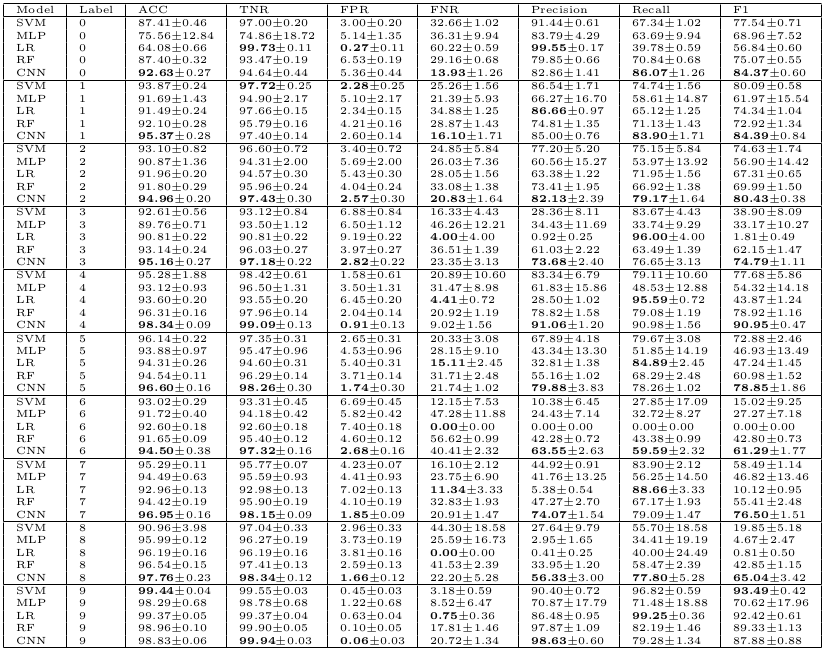 Model Label ACC TNR FPR FNR Precision Recall F1
SVM 0 87.41±0.46 97.00±0.20 3.00±0.20 32.66±1.02 91.44±0.61 67.34±1.02 77.54±0.71
MLP 0 75.56±12.84 74.86±18.72 5.14±1.35 36.31±9.94 83.79±4.29 63.69±9.94 68.96±7.52
LR 0 64.08±0.66 99.73±0.11 0.27±0.11 60.22±0.59 99.55±0.17 39.78±0.59 56.84±0.60
RF 0 87.40±0.32 93.47±0.19 6.53±0.19 29.16±0.68 79.85±0.66 70.84±0.68 75.07±0.55
CNN 0 92.63±0.27 94.64±0.44 5.36±0.44 13.93±1.26 82.86±1.41 86.07±1.26 84.37±0.60
SVM 1 93.87±0.24 97.72±0.25 2.28±0.25 25.26±1.56 86.54±1.71 74.74±1.56 80.09±0.58
MLP 1 91.69±1.43 94.90±2.17 5.10±2.17 21.39±5.93 66.27±16.70 58.61±14.87 61.97±15.54
LR 1 91.49±0.24 97.66±0.15 2.34±0.15 34.88±1.25 86.66±0.97 65.12±1.25 74.34±1.04
RF 1 92.10±0.28 95.79±0.16 4.21±0.16 28.87±1.43 74.81±1.35 71.13±1.43 72.92±1.34
CNN 1 95.37±0.28 97.40±0.14 2.60±0.14 16.10±1.71 85.00±0.76 83.90±1.71 84.39±0.84
SVM 2 93.10±0.82 96.60±0.72 3.40±0.72 24.85±5.84 77.20±5.20 75.15±5.84 74.63±1.74
MLP 2 90.87±1.36 94.31±2.00 5.69±2.00 26.03±7.36 60.56±15.27 53.97±13.92 56.90±14.42
LR 2 91.96±0.20 94.57±0.30 5.43±0.30 28.05±1.56 63.38±1.22 71.95±1.56 67.31±0.65
RF 2 91.80±0.29 95.96±0.24 4.04±0.24 33.08±1.38 73.41±1.95 66.92±1.38 69.99±1.50
CNN 2 94.96±0.20 97.43±0.30 2.57±0.30 20.83±1.64 82.13±2.39 79.17±1.64 80.43±0.38
SVM 3 92.61±0.56 93.12±0.84 6.88±0.84 16.33±4.43 28.36±8.11 83.67±4.43 38.90±8.09
MLP 3 89.76±0.71 93.50±1.12 6.50±1.12 46.26±12.21 34.43±11.69 33.74±9.29 33.17±10.27
LR 3 90.81±0.22 90.81±0.22 9.19±0.22 4.00±4.00 0.92±0.25 96.00±4.00 1.81±0.49
RF 3 93.14±0.24 96.03±0.27 3.97±0.27 36.51±1.39 61.03±2.22 63.49±1.39 62.15±1.47
CNN 3 95.16±0.27 97.18±0.22 2.82±0.22 23.35±3.13 73.68±2.40 76.65±3.13 74.79±1.11
SVM 4 95.28±1.88 98.42±0.61 1.58±0.61 20.89±10.60 83.34±6.79 79.11±10.60 77.68±5.86
MLP 4 93.12±0.93 96.50±1.31 3.50±1.31 31.47±8.98 61.83±15.86 48.53±12.88 54.32±14.18
LR 4 93.60±0.20 93.55±0.20 6.45±0.20 4.41±0.72 28.50±1.02 95.59±0.72 43.87±1.24
RF 4 96.31±0.16 97.96±0.14 2.04±0.14 20.92±1.19 78.82±1.58 79.08±1.19 78.92±1.16
CNN 4 98.34±0.09 99.09±0.13 0.91±0.13 9.02±1.56 91.06±1.20 90.98±1.56 90.95±0.47
SVM 5 96.14±0.22 97.35±0.31 2.65±0.31 20.33±3.08 67.89±4.18 79.67±3.08 72.88±2.46
MLP 5 93.88±0.97 95.47±0.96 4.53±0.96 28.15±9.10 43.34±13.30 51.85±14.19 46.93±13.49
LR 5 94.31±0.26 94.60±0.31 5.40±0.31 15.11±2.45 32.81±1.38 84.89±2.45 47.24±1.45
RF 5 94.54±0.11 96.29±0.14 3.71±0.14 31.71±2.48 55.16±1.02 68.29±2.48 60.98±1.52
CNN 5 96.60±0.16 98.26±0.30 1.74±0.30 21.74±1.02 79.88±3.83 78.26±1.02 78.85±1.86
SVM 6 93.02±0.29 93.31±0.45 6.69±0.45 12.15±7.53 10.38±6.45 27.85±17.09 15.02±9.25
MLP 6 91.72±0.40 94.18±0.42 5.82±0.42 47.28±11.88 24.43±7.14 32.72±8.27 27.27±7.18
LR 6 92.60±0.18 92.60±0.18 7.40±0.18 0.00±0.00 0.00±0.00 0.00±0.00 0.00±0.00
RF 6 91.65±0.09 95.40±0.12 4.60±0.12 56.62±0.99 42.28±0.72 43.38±0.99 42.80±0.73
CNN 6 94.50±0.38 97.32±0.16 2.68±0.16 40.41±2.32 63.55±2.63 59.59±2.32 61.29±1.77
SVM 7 95.29±0.11 95.77±0.07 4.23±0.07 16.10±2.12 44.92±0.91 83.90±2.12 58.49±1.14
MLP 7 94.49±0.63 95.59±0.93 4.41±0.93 23.75±6.90 41.76±13.25 56.25±14.50 46.82±13.46
LR 7 92.96±0.13 92.98±0.13 7.02±0.13 11.34±3.33 5.38±0.54 88.66±3.33 10.12±0.95
RF 7 94.42±0.19 95.90±0.19 4.10±0.19 32.83±1.93 47.27±2.70 67.17±1.93 55.41±2.48
CNN 7 96.95±0.16 98.15±0.09 1.85±0.09 20.91±1.47 74.07±1.54 79.09±1.47 76.50±1.51
SVM 8 90.96±3.98 97.04±0.33 2.96±0.33 44.30±18.58 27.64±9.79 55.70±18.58 19.85±5.18
MLP 8 95.99±0.12 96.27±0.19 3.73±0.19 25.59±16.73 2.95±1.65 34.41±19.19 4.67±2.47
LR 8 96.19±0.16 96.19±0.16 3.81±0.16 0.00±0.00 0.41±0.25 40.00±24.49 0.81±0.50
RF 8 96.54±0.15 97.41±0.13 2.59±0.13 41.53±2.39 33.95±1.20 58.47±2.39 42.85±1.15
CNN 8 97.76±0.23 98.34±0.12 1.66±0.12 22.20±5.28 56.33±3.00 77.80±5.28 65.04±3.42
SVM 9 99.44±0.04 99.55±0.03 0.45±0.03 3.18±0.59 90.40±0.72 96.82±0.59 93.49±0.42
MLP 9 98.29±0.68 98.78±0.68 1.22±0.68 8.52±6.47 70.87±17.79 71.48±18.88 70.62±17.96
LR 9 99.37±0.05 99.37±0.04 0.63±0.04 0.75±0.36 86.48±0.95 99.25±0.36 92.42±0.61
RF 9 98.96±0.10 99.90±0.05 0.10±0.05 17.81±1.46 97.87±1.09 82.19±1.46 89.33±1.13
CNN 9 98.83±0.06 99.94±0.03 0.06±0.03 20.72±1.34 98.63±0.60 79.28±1.34 87.88±0.88